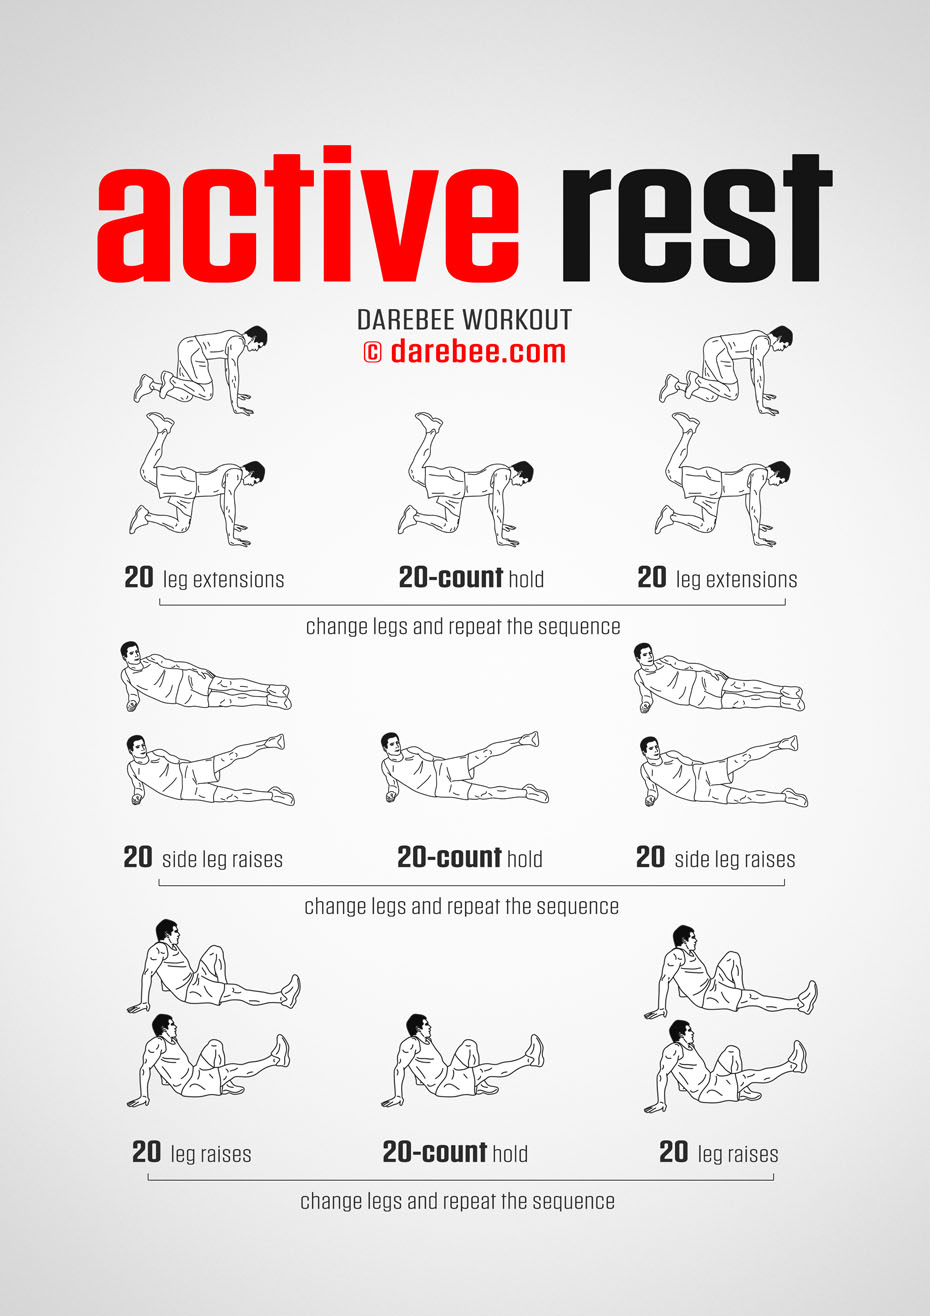 active rest
DAREBEE WORKOUT
© darebee.com
20 leg extensions
20-count hold
20 leg extensions
change legs and repeat the sequence
20 side leg raises
20-count hold
20 side leg raises
change legs and repeat the sequence
20 leg raises
20-count hold
20 leg raises
change legs and repeat the sequence